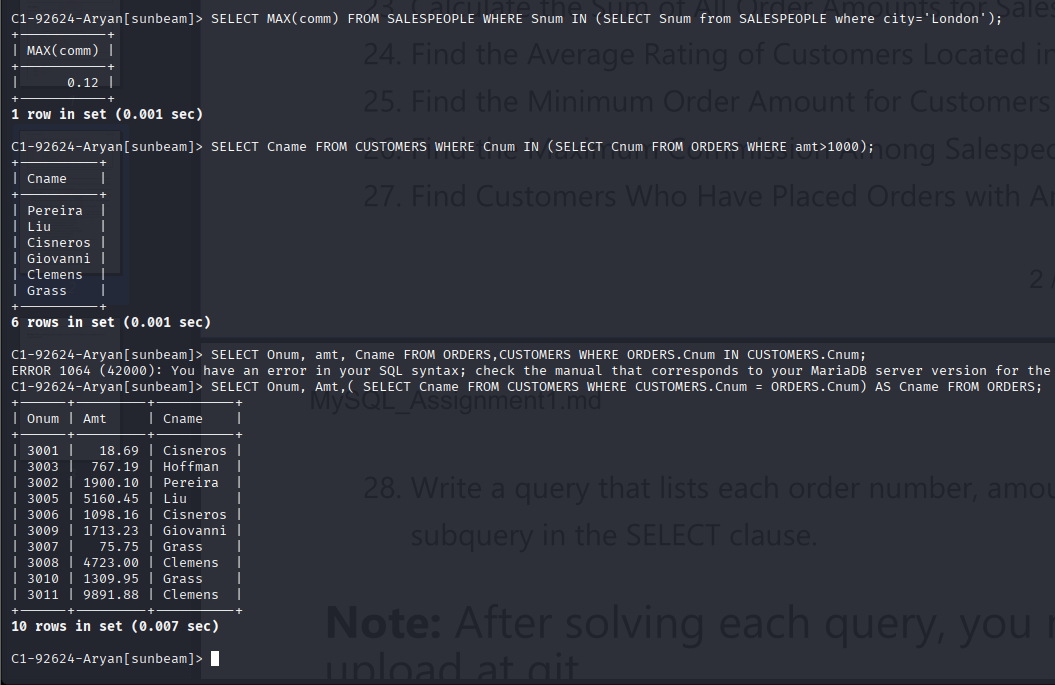 C1-92624-Aryan[sunbeam]> SELECT MAX(comm) FROM SALESPEOPLE WHERE Snum IN (SELECT Snum from SALESPEOPLE where city='London');
+-----------+
| MAX(comm) |
+-----------+
|      0.12 |
+-----------+
1 row in set (0.001 sec)
C1-92624-Aryan[sunbeam]> SELECT Cname FROM CUSTOMERS WHERE Cnum IN (SELECT Cnum FROM ORDERS WHERE amt>1000);
+----------+
| Cname    |
+----------+
| Pereira  |
| Liu      |
| Cisneros |
| Giovanni |
| Clemens  |
| Grass    |
+----------+
6 rows in set (0.001 sec)
C1-92624-Aryan[sunbeam]> SELECT Onum, amt, Cname FROM ORDERS,CUSTOMERS WHERE ORDERS.Cnum IN CUSTOMERS.Cnum;
ERROR 1064 (42000): You have an error in your SQL syntax; check the manual that corresponds to your MariaDB server version for the
C1-92624-Aryan[sunbeam]> SELECT Onum, Amt,( SELECT Cname FROM CUSTOMERS WHERE CUSTOMERS.Cnum = ORDERS.Cnum) AS Cname FROM ORDERS;
+------+---------+----------+
| Onum | Amt     | Cname    |
+------+---------+----------+
| 3001 |   18.69 | Cisneros |
| 3003 |  767.19 | Hoffman  |
| 3002 | 1900.10 | Pereira  |
| 3005 | 5160.45 | Liu      |
| 3006 | 1098.16 | Cisneros |
| 3009 | 1713.23 | Giovanni |
| 3007 |   75.75 | Grass    |
| 3008 | 4723.00 | Clemens  |
| 3010 | 1309.95 | Grass    |
| 3011 | 9891.88 | Clemens  |
+------+---------+----------+
10 rows in set (0.007 sec)
C1-92624-Aryan[sunbeam]>
23. Calculate the Sum of All Order Amounts for Sales
24. Find the Average Rating of Customers Located in
25. Find the Minimum Order Amount for Customers
26. Find the Maximum Commission Among Salespeo
27. Find Customers Who Have Placed Orders with A
2
MySQL_Assignment1.md
28. Write a query that lists each order number, amou
subquery in the SELECT clause.
Note: After solving each query, you
upload at git